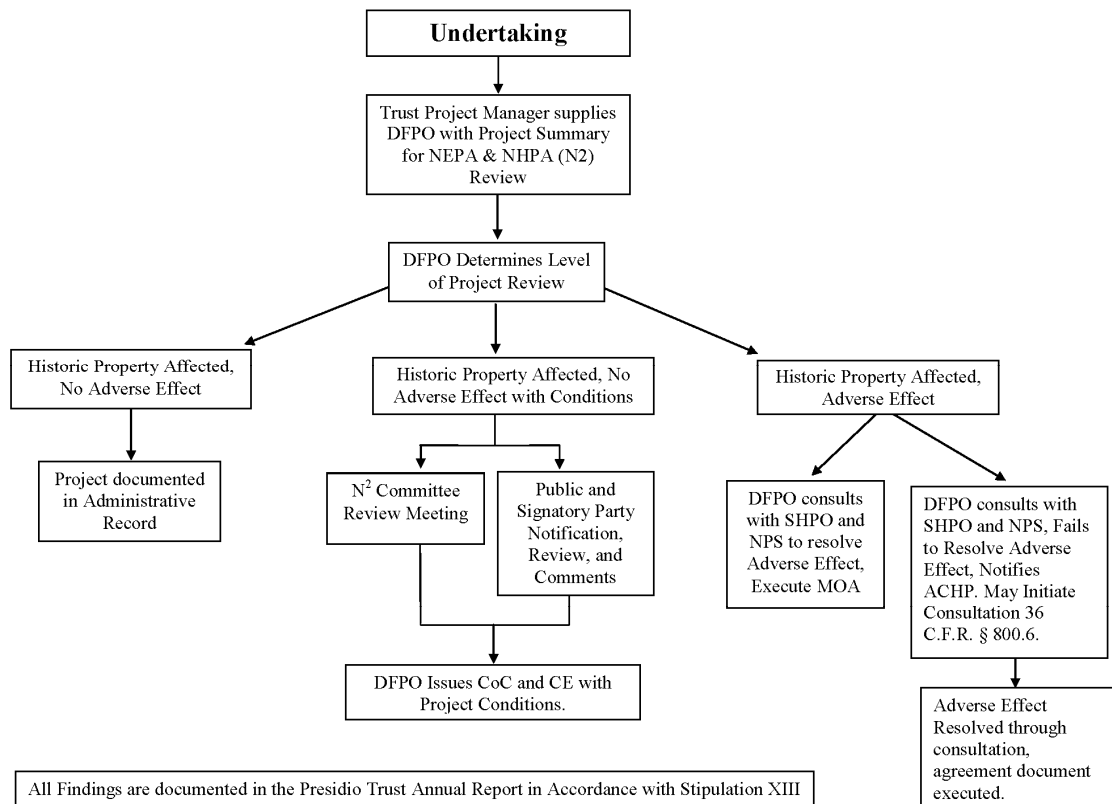 Undertaking
Trust Project Manager supplies
DFPO with Project Summary
for NEPA & NHPA (N2)
Review
DFPO Determines Level
of Project Review
Historic Property Affected,
No Adverse Effect
Historic Property Affected, No
Adverse Effect with Conditions
Historic Property Affected,
Adverse Effect
Project documented
in Administrative
Record
N² Committee
Review Meeting
Public and
Signatory Party
Notification,
Review, and
Comments
DFPO consults
with SHPO and
NPS to resolve
Adverse Effect,
Execute MOA
DFPO consults with
SHPO and NPS, Fails
to Resolve Adverse
Effect, Notifies
ACHP. May Initiate
Consultation 36
C.F.R. § 800.6.
DFPO Issues CoC and CE with
Project Conditions.
Adverse Effect
Resolved through
consultation,
agreement document
executed.
All Findings are documented in the Presidio Trust Annual Report in Accordance with Stipulation XIII